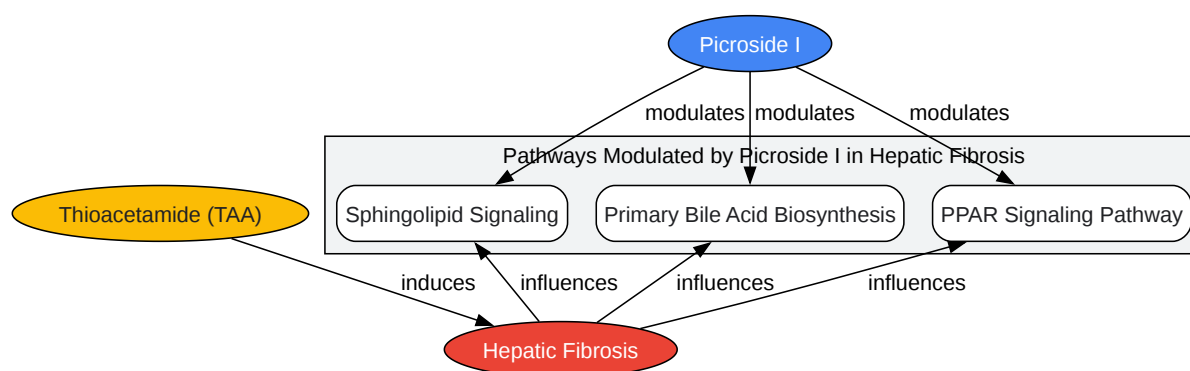 Picroside I
modulates
modulates
modulates
Pathways Modulated by Picroside I in Hepatic Fibrosis
Thioacetamide (TAA)
Sphingolipid Signaling
Primary Bile Acid Biosynthesis
PPAR Signaling Pathway
induces
influences
influences
influences
Hepatic Fibrosis